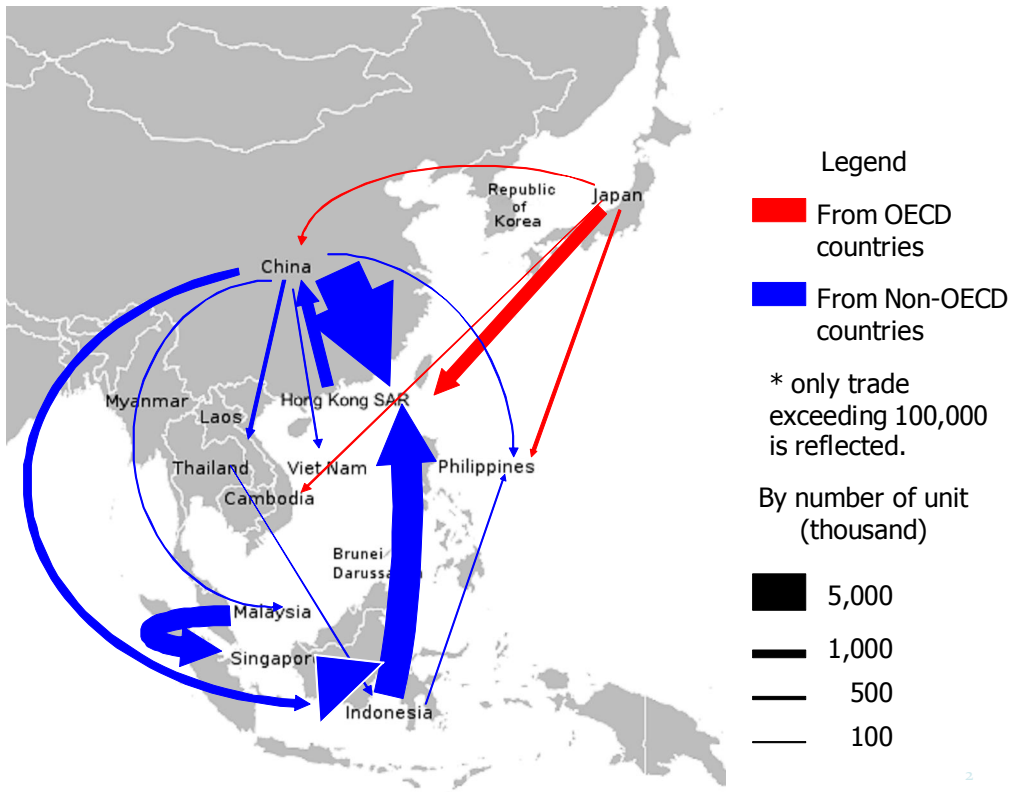 Republic
of
Korea
Japan
China
Myanmar
Laos
Hong Kong SAR
Thailand
Viet Nam
Philippines
Cambodia
Brunei
Darussa
Malaysia
Singapor
Indonesia
Legend
From OECD
countries
From Non-OECD
countries
* only trade
exceeding 100,000
is reflected.
By number of unit
(thousand)
5,000
1,000
500
100
2